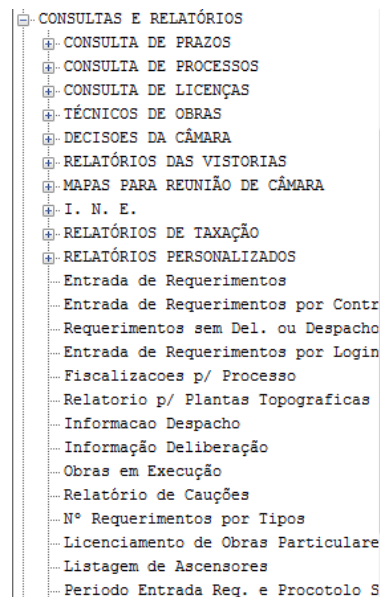 CONSULTAS E RELATÓRIOS
CONSULTA DE PRAZOS
CONSULTA DE PROCESSOS
CONSULTA DE LICENÇAS
TÉCNICOS DE OBRAS
DECISOES DA CÂMARA
RELATÓRIOS DAS VISTORIAS
MAPAS PARA REUNIÃO DE CÂMARA
I. N. E.
RELATÓRIOS DE TAXAÇÃO
RELATÓRIOS PERSONALIZADOS
Entrada de Requerimentos
Entrada de Requerimentos por Contr
Requerimentos sem Del. ou Despacho
Entrada de Requerimentos por Login
Fiscalizacoes p/ Processo
Relatorio p/ Plantas Topograficas
Informacao Despacho
Informação Deliberação
Obras em Execução
Relatório de Cauções
Nº Requerimentos por Tipos
Licenciamento de Obras Particulare
Listagem de Ascensores
Periodo Entrada Req. e Procotolo S